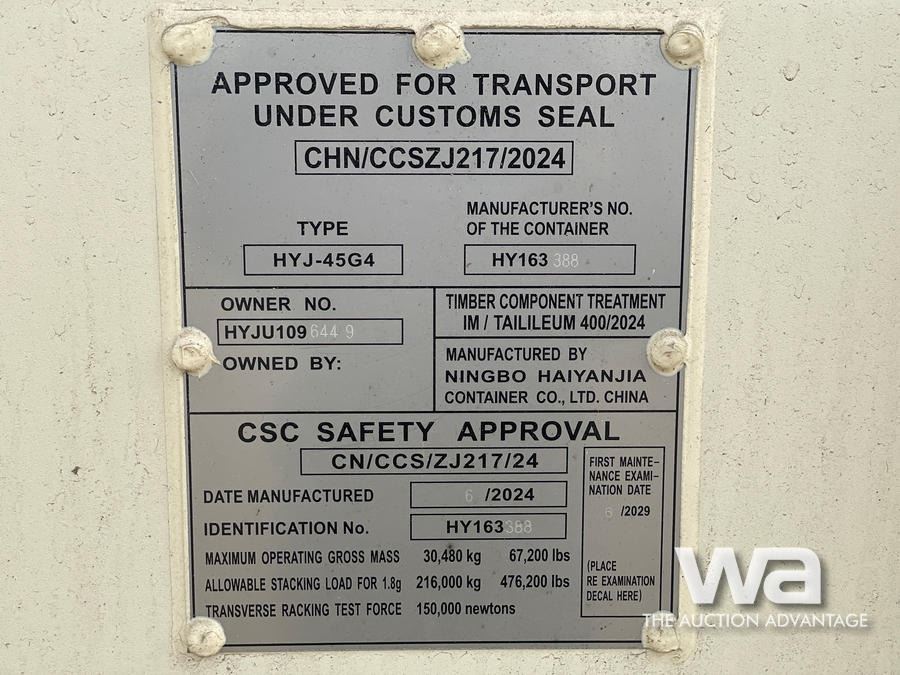 APPROVED FOR TRANSPORT
UNDER CUSTOMS SEAL
CHN/CCSZJ217/2024
TYPE
HYJ-45G4
MANUFACTURER'S NO.
OF THE CONTAINER
HY163 388
OWNER NO.
HYJU109 644 9
OWNED BY:
TIMBER COMPONENT TREATMENT
IM / TAILILEUM 400/2024
MANUFACTURED BY
NINGBO HAIYANJIA
CONTAINER CO., LTD. CHINA
CSC SAFETY APPROVAL
CN/CCS/ZJ217/24
DATE MANUFACTURED 6 /2024
IDENTIFICATION No. HY163388
MAXIMUM OPERATING GROSS MASS 30,480 kg 67,200 lbs
ALLOWABLE STACKING LOAD FOR 1.8g 216,000 kg 476,200 lbs
TRANSVERSE RACKING TEST FORCE 150,000 newtons
FIRST MAINTE-
NANCE EXAMI-
NATION DATE
6 /2029
(PLACE
RE EXAMINATION
DECAL HERE)
wa
THE AUCTION ADVANTAGE